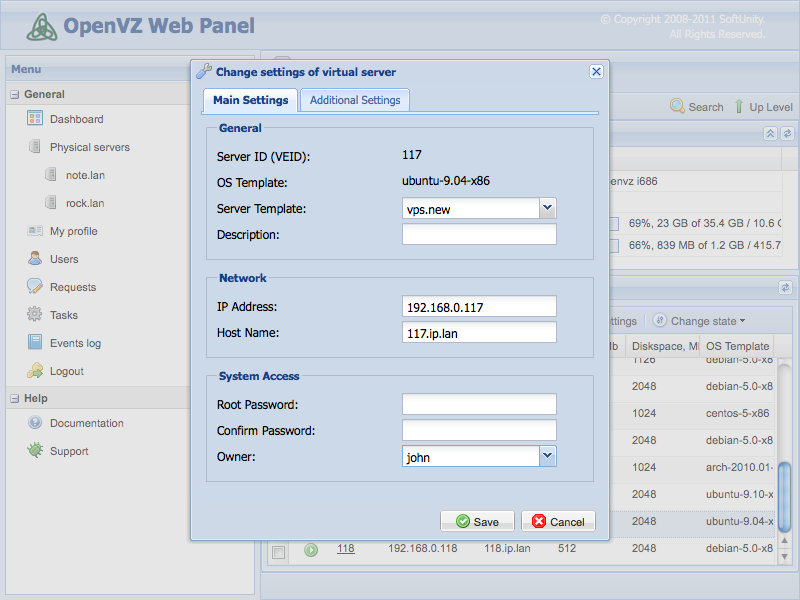 OpenVZ Web Panel
© Copyright 2008-2011 SoftUnity.
All Rights Reserved.
Menu
General
Dashboard
Physical servers
note.lan
rock.lan
My profile
Users
Requests
Tasks
Events log
Logout
Help
Documentation
Support
Change settings of virtual server
Main Settings
Additional Settings
General
Server ID (VEID): 117
OS Template: ubuntu-9.04-x86
Server Template: vps.new
Description:
Network
IP Address: 192.168.0.117
Host Name: 117.ip.lan
System Access
Root Password:
Confirm Password:
Owner: john
Save Cancel
Search Up Level
i686
69%, 23 GB of 35.4 GB / 10.6
66%, 839 MB of 1.2 GB / 415.7
Change state
Diskspace, OS Template
1126 debian-5.0-x8
2048 debian-5.0-x8
1024 centos-5-x86
2048 debian-5.0-x8
1024 arch-2010.01-
2048 ubuntu-9.10-x
2048 ubuntu-9.04-x
118 192.168.0.118 118.ip.lan 512 2048 debian-5.0-x8